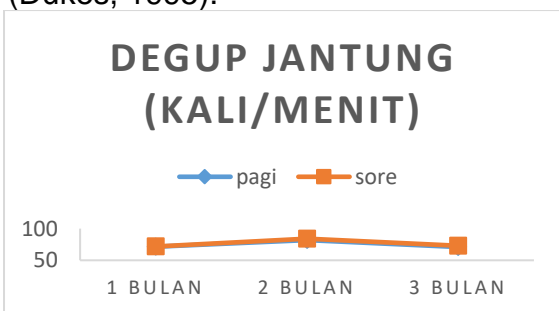 DEGUP JANTUNG
(KALI/MENIT)
pagi sore
100
50
1 BULAN 2 BULAN 3 BULAN